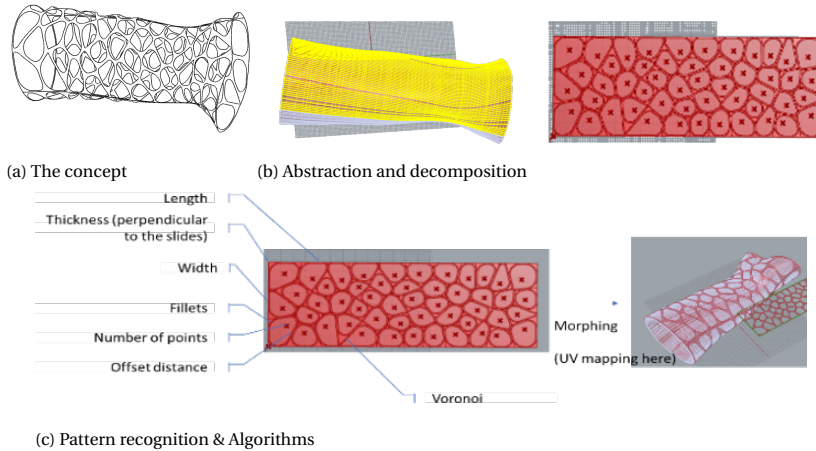 (a) The concept
(b) Abstraction and decomposition
Length
Thickness (perpendicular
to the slides)
Width
Fillets
Number of points
Offset distance
Voronoi
Morphing
(UV mapping here)
(c) Pattern recognition & Algorithms